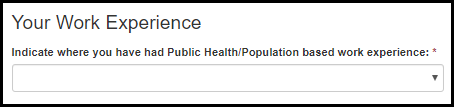 Your Work Experience
Indicate where you have had Public Health/Population based work experience: *